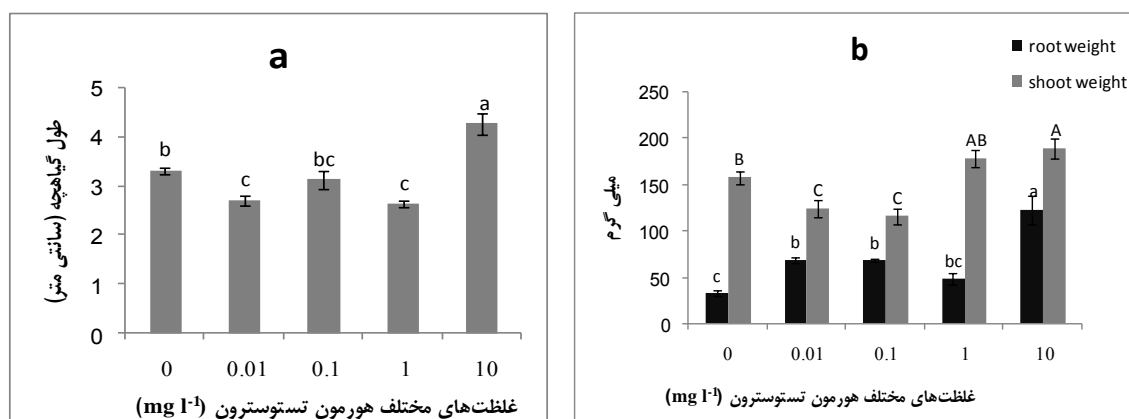 a
طول گیاهچه (سانتی متر)
5
4
3
2
1
0
b
c
bc
c
a
0 0.01 0.1 1 10
غلظت‌های مختلف هورمون تستوسترون (mg l-1)
b
root weight
shoot weight
میلی گرم
250
200
150
100
50
0
c
B
b
C
b
C
bc
AB
a
A
0 0.01 0.1 1 10
غلظت‌های مختلف هورمون تستوسترون (mg l-1)